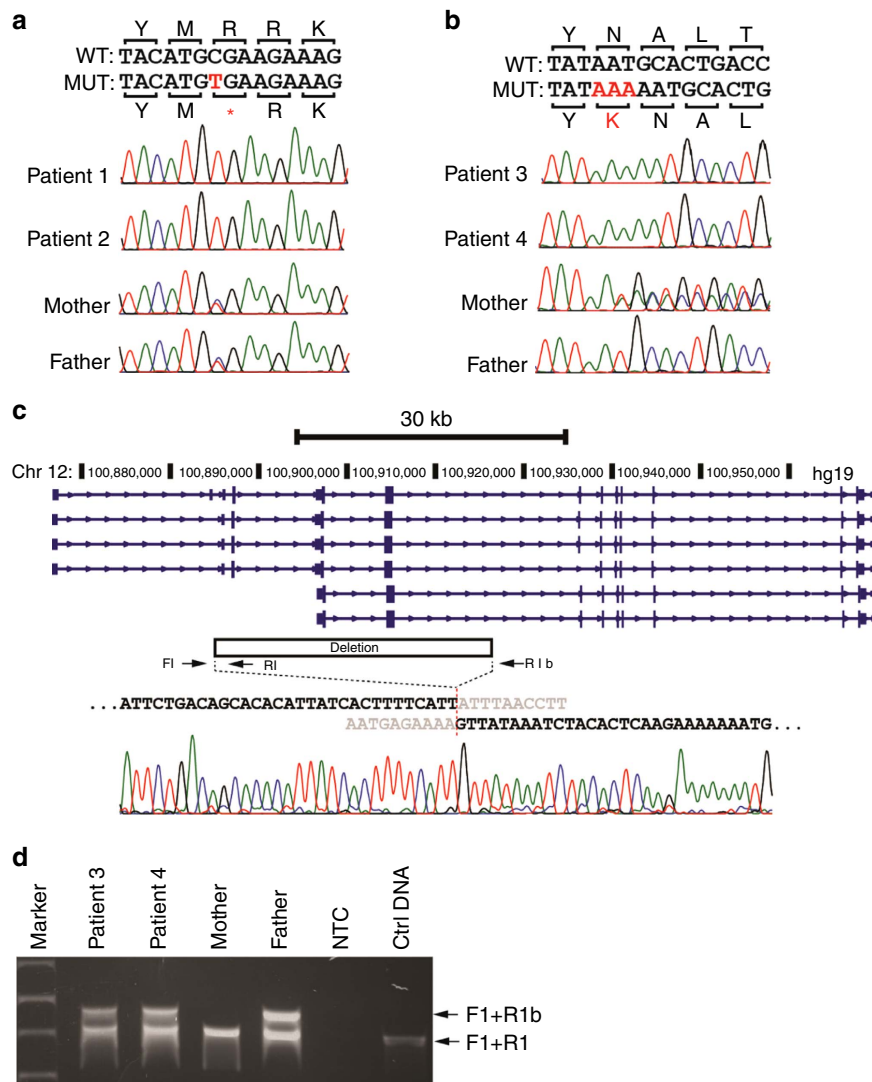 a
Y M R R K
WT: TACATGCGAAGAAAG
MUT: TACATGTGAAGAAAG
Y M * R K
Patient 1
Patient 2
Mother
Father
b
Y N A L T
WT: TATAATGCACTGACC
MUT: TATAAAAATGCACTG
Y K N A L
Patient 3
Patient 4
Mother
Father
c
30 kb
Chr 12: 100,880,000 100,890,000 100,900,000 100,910,000 100,920,000 100,930,000 100,940,000 100,950,000 hg19
Deletion
FI RI R I b
...ATTCTGACAGCACACATTATCACTTTTCATTATTTAACCTT
AATGAGAAAAGTTATAAATCTACACTCAAGAAAAAAATG...
d
Marker Patient 3 Patient 4 Mother Father NTC Ctrl DNA
F1+R1b
F1+R1